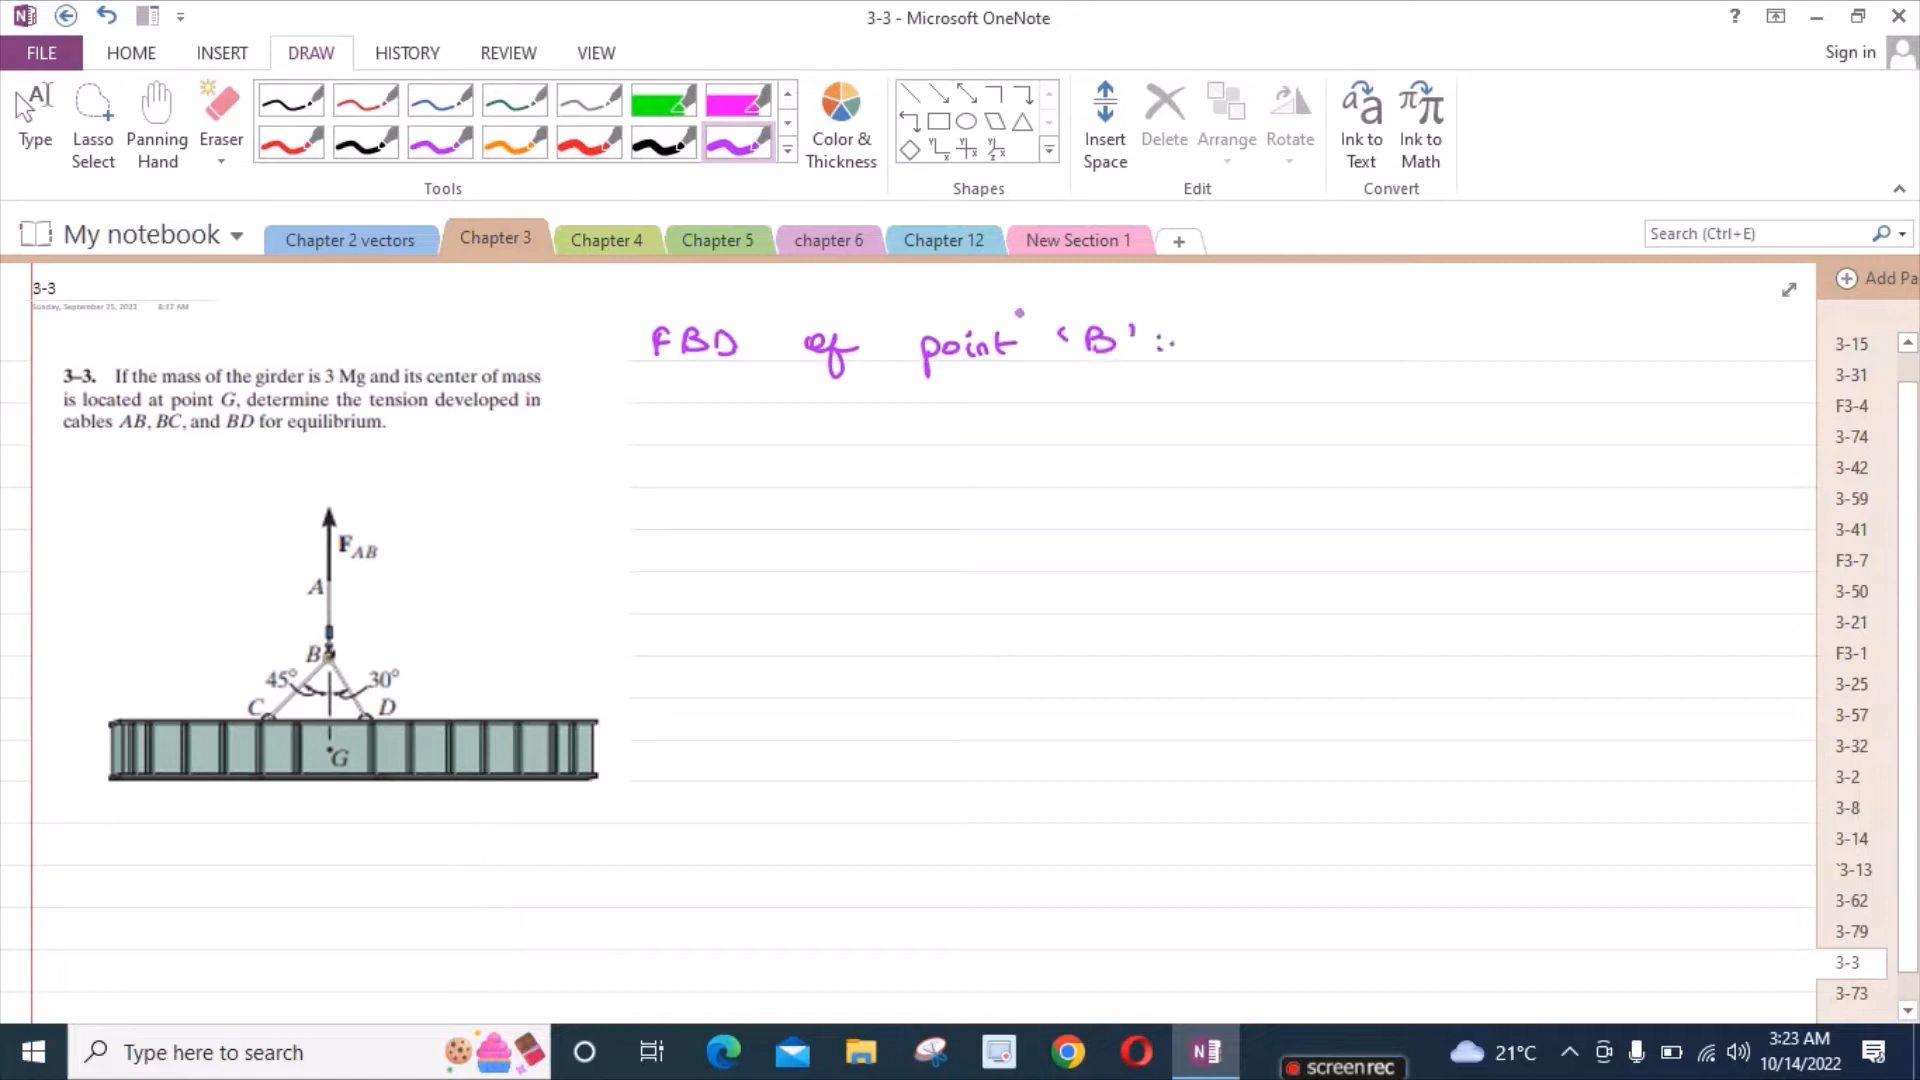 3-3 - Microsoft OneNote
?
FILE HOME INSERT DRAW HISTORY REVIEW VIEW
Sign in
Type
Lasso Select
Panning Hand
Eraser
Color & Thickness
Insert Space
Delete
Arrange
Rotate
Ink to Text
Ink to Math
Tools
Shapes
Edit
Convert
My notebook
Chapter 2 vectors
Chapter 3
Chapter 4
Chapter 5
chapter 6
Chapter 12
New Section 1
+
Search (Ctrl+E)
Add Pa
3-3
Sunday, September 25, 2022 8:47 AM
FBD of point 'B' :
3–3. If the mass of the girder is 3 Mg and its center of mass
is located at point G, determine the tension developed in
cables AB, BC, and BD for equilibrium.
F_AB
A
B
45° 30°
C D
G
3-15
3-31
F3-4
3-74
3-42
3-59
3-41
F3-7
3-50
3-21
F3-1
3-25
3-57
3-32
3-2
3-8
3-14
`3-13
3-62
3-79
3-3
3-73
Type here to search
screenrec
21°C
3:23 AM
10/14/2022